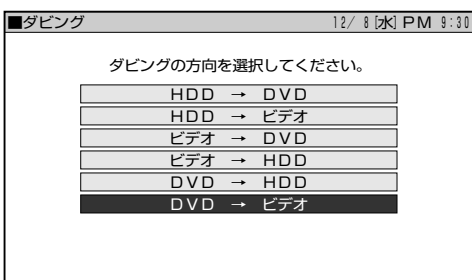 ■ダビング 12/ 8 [水] PM 9:30
ダビングの方向を選択してください。
HDD → DVD
HDD → ビデオ
ビデオ → DVD
ビデオ → HDD
DVD → HDD
DVD → ビデオ